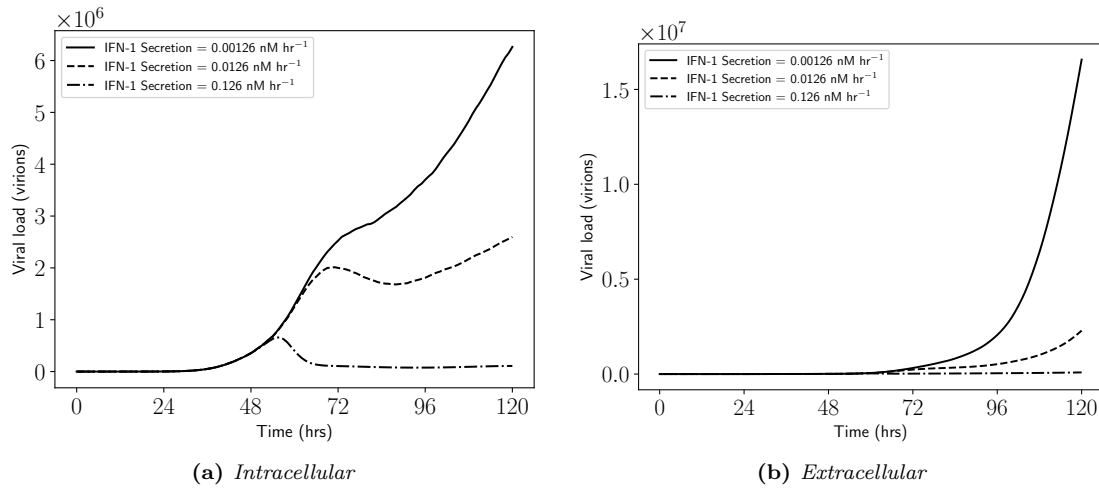 ×10⁶
IFN-1 Secretion = 0.00126 nM hr⁻¹
IFN-1 Secretion = 0.0126 nM hr⁻¹
IFN-1 Secretion = 0.126 nM hr⁻¹
6
5
4
3
2
1
0
Viral load (virions)
0 24 48 72 96 120
Time (hrs)
(a) Intracellular
×10⁷
IFN-1 Secretion = 0.00126 nM hr⁻¹
IFN-1 Secretion = 0.0126 nM hr⁻¹
IFN-1 Secretion = 0.126 nM hr⁻¹
1.5
1.0
0.5
0.0
Viral load (virions)
0 24 48 72 96 120
Time (hrs)
(b) Extracellular